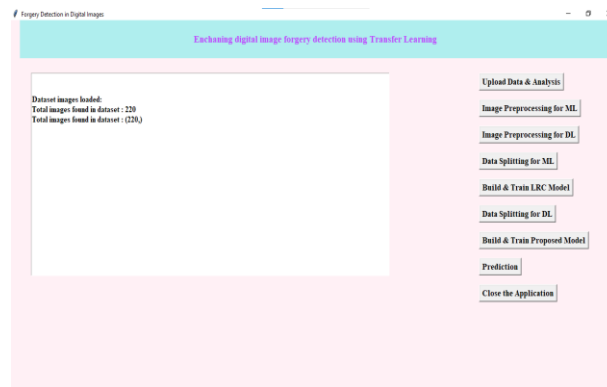 Forgery Detection in Digital Images
Enchaning digital image forgery detection using Transfer Learning
Dataset images loaded:
Total images found in dataset : 220
Total images found in dataset : (220,)
Upload Data & Analysis
Image Preprocessing for ML
Image Preprocessing for DL
Data Splitting for ML
Build & Train LRC Model
Data Splitting for DL
Build & Train Proposed Model
Prediction
Close the Application